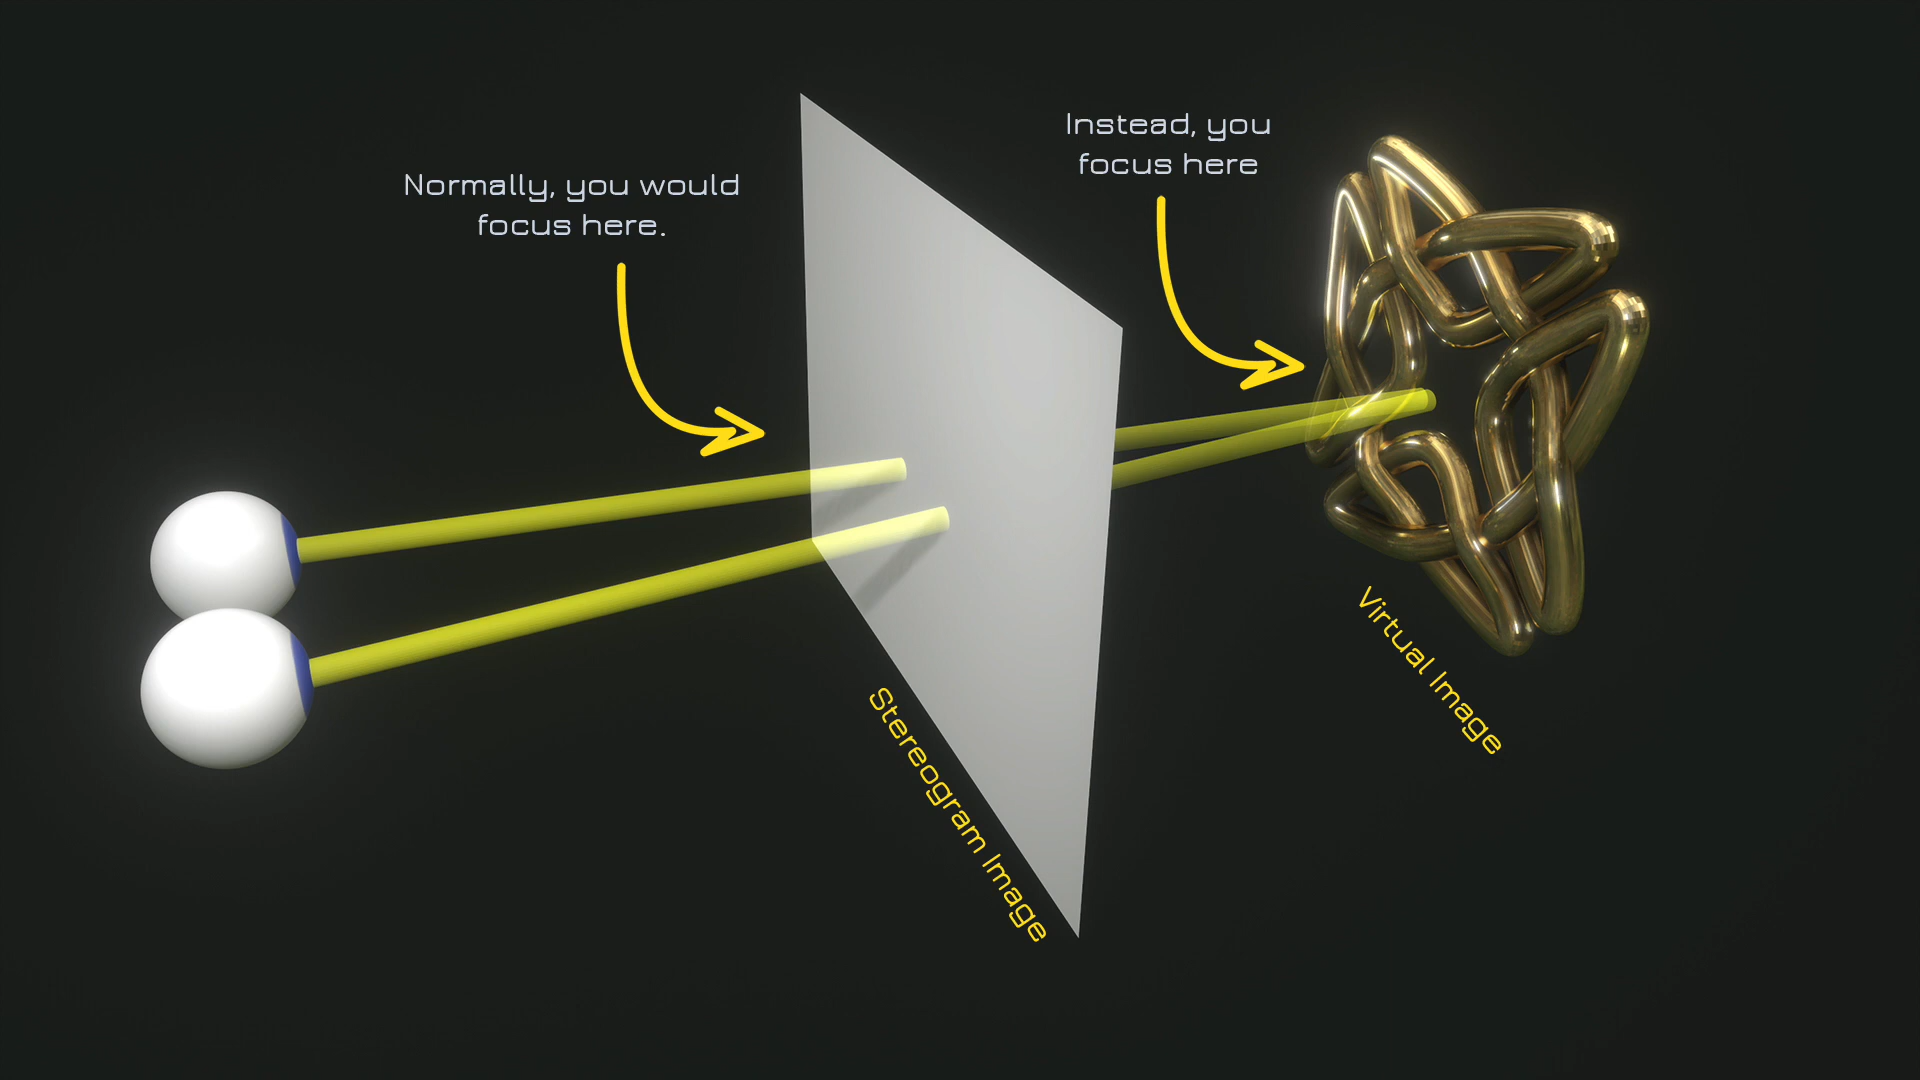 Normally, you would
focus here.
Instead, you
focus here
Stereogram Image
Virtual Image